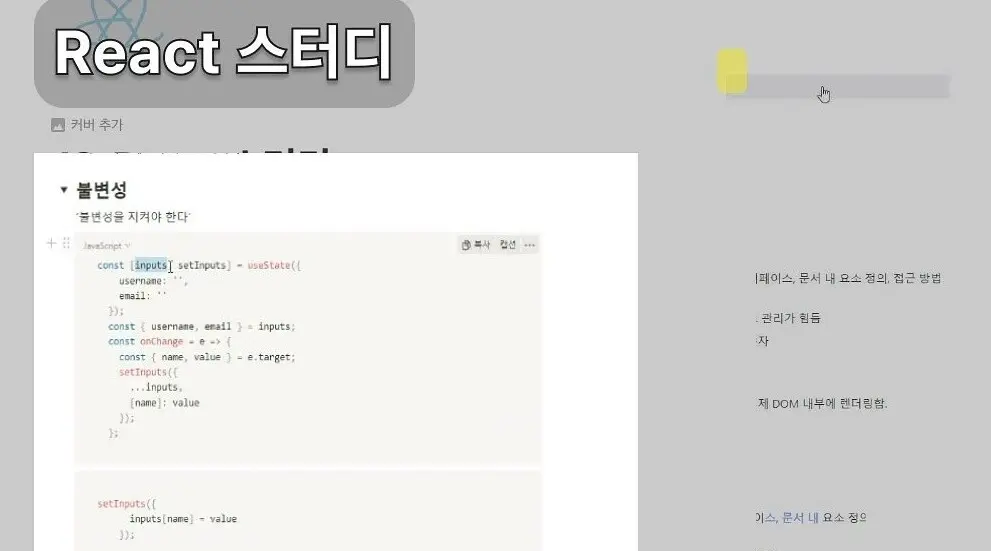 React 스터디
커버 추가
불변성
'불변성을 지켜야 한다'
JavaScript
복사 캡션 ...
const [inputs, setInputs] = useState({
username: '',
email: ''
});
const { username, email } = inputs;
const onChange = e => {
const { name, value } = e.target;
setInputs({
...inputs,
[name]: value
});
};
setInputs({
inputs[name] = value
});
페이스, 문서 내 요소 정의, 접근 방법
. 관리가 힘듬
자
제 DOM 내부에 렌더링함.
이스, 문서 내 요소 정의